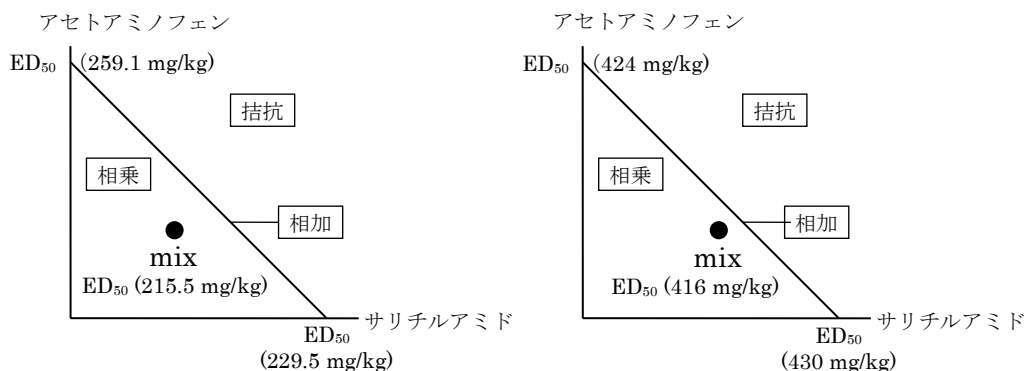 アセトアミノフェン
ED₅₀ (259.1 mg/kg)
拮抗
相乗
相加
mix
ED₅₀ (215.5 mg/kg)
サリチルアミド
ED₅₀
(229.5 mg/kg)
アセトアミノフェン
ED₅₀ (424 mg/kg)
拮抗
相乗
相加
mix
ED₅₀ (416 mg/kg)
サリチルアミド
ED₅₀
(430 mg/kg)